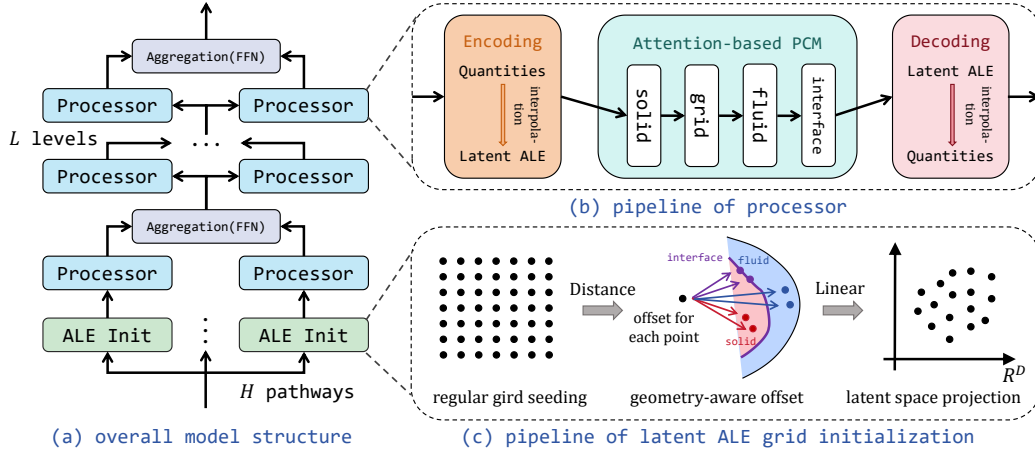 Aggregation(FFN)
Processor
Processor
L levels
...
Processor
Processor
Aggregation(FFN)
Processor
Processor
ALE Init
ALE Init
H pathways
(a) overall model structure
Encoding
Quantities
interpola-
tion
Latent ALE
Attention-based PCM
solid
grid
fluid
interface
Decoding
Latent ALE
interpola-
tion
Quantities
(b) pipeline of processor
regular gird seeding
Distance
offset for
each point
interface
fluid
solid
geometry-aware offset
Linear
R^D
latent space projection
(c) pipeline of latent ALE grid initialization